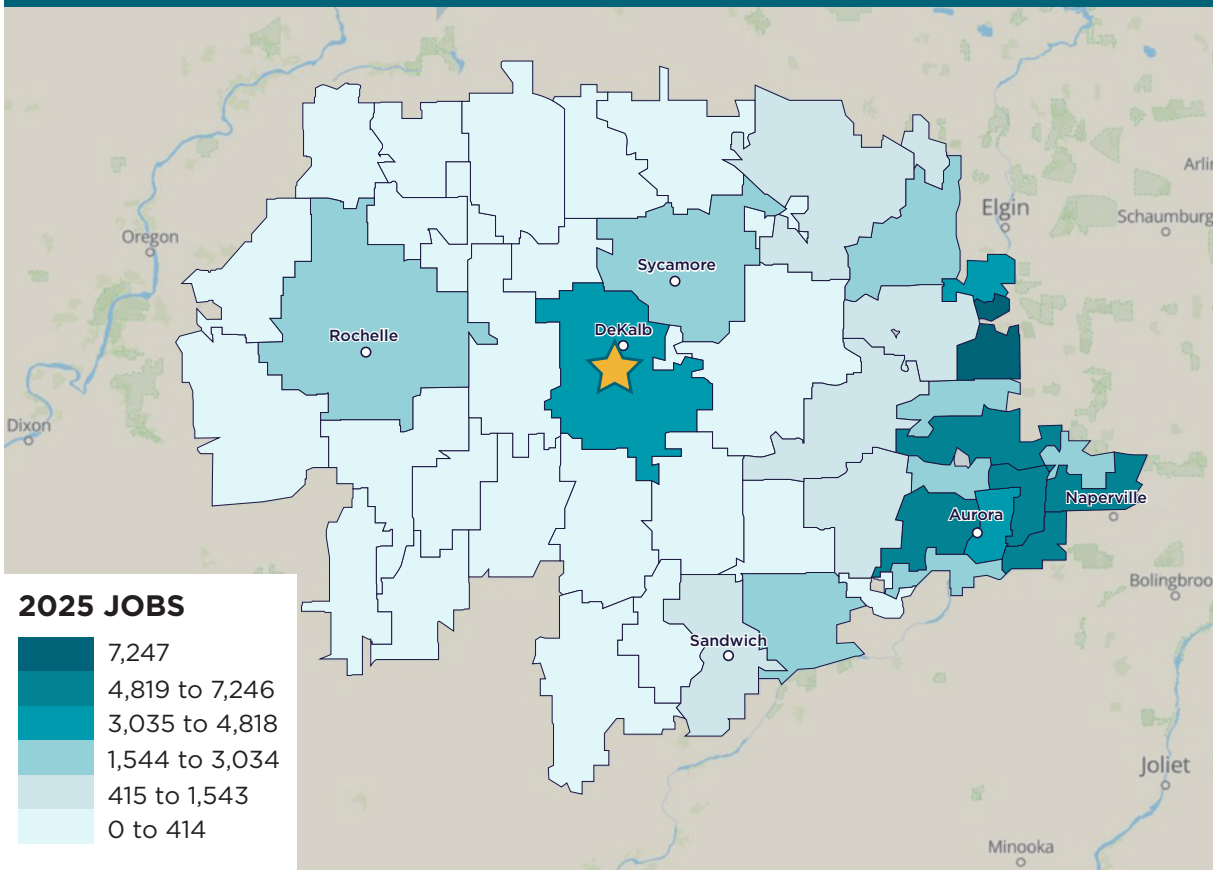 Arlin
Elgin
Schaumburg
Oregon
Sycamore
DeKalb
Rochelle
Dixon
Naperville
Aurora
Bolingbroo
Sandwich
Joliet
Minooka
2025 JOBS
7,247
4,819 to 7,246
3,035 to 4,818
1,544 to 3,034
415 to 1,543
0 to 414